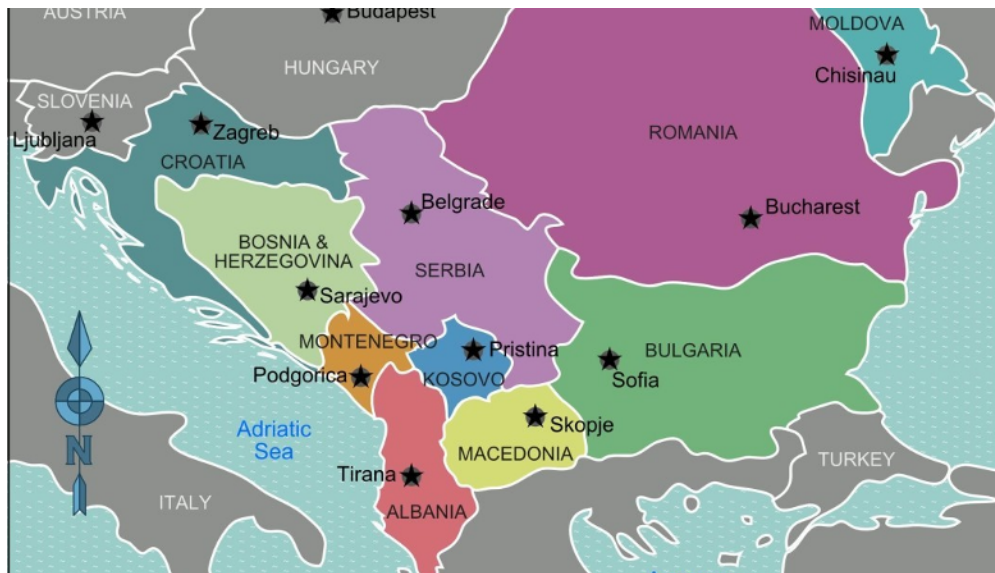 AUSTRIA
Budapest
MOLDOVA
Chisinau
HUNGARY
SLOVENIA
Ljubljana
Zagreb
CROATIA
ROMANIA
Belgrade
Bucharest
BOSNIA &
HERZEGOVINA
SERBIA
Sarajevo
MONTENEGRO
Pristina
BULGARIA
Podgorica
KOSOVO
Sofia
Skopje
Adriatic
Sea
MACEDONIA
TURKEY
Tirana
ITALY
ALBANIA
N